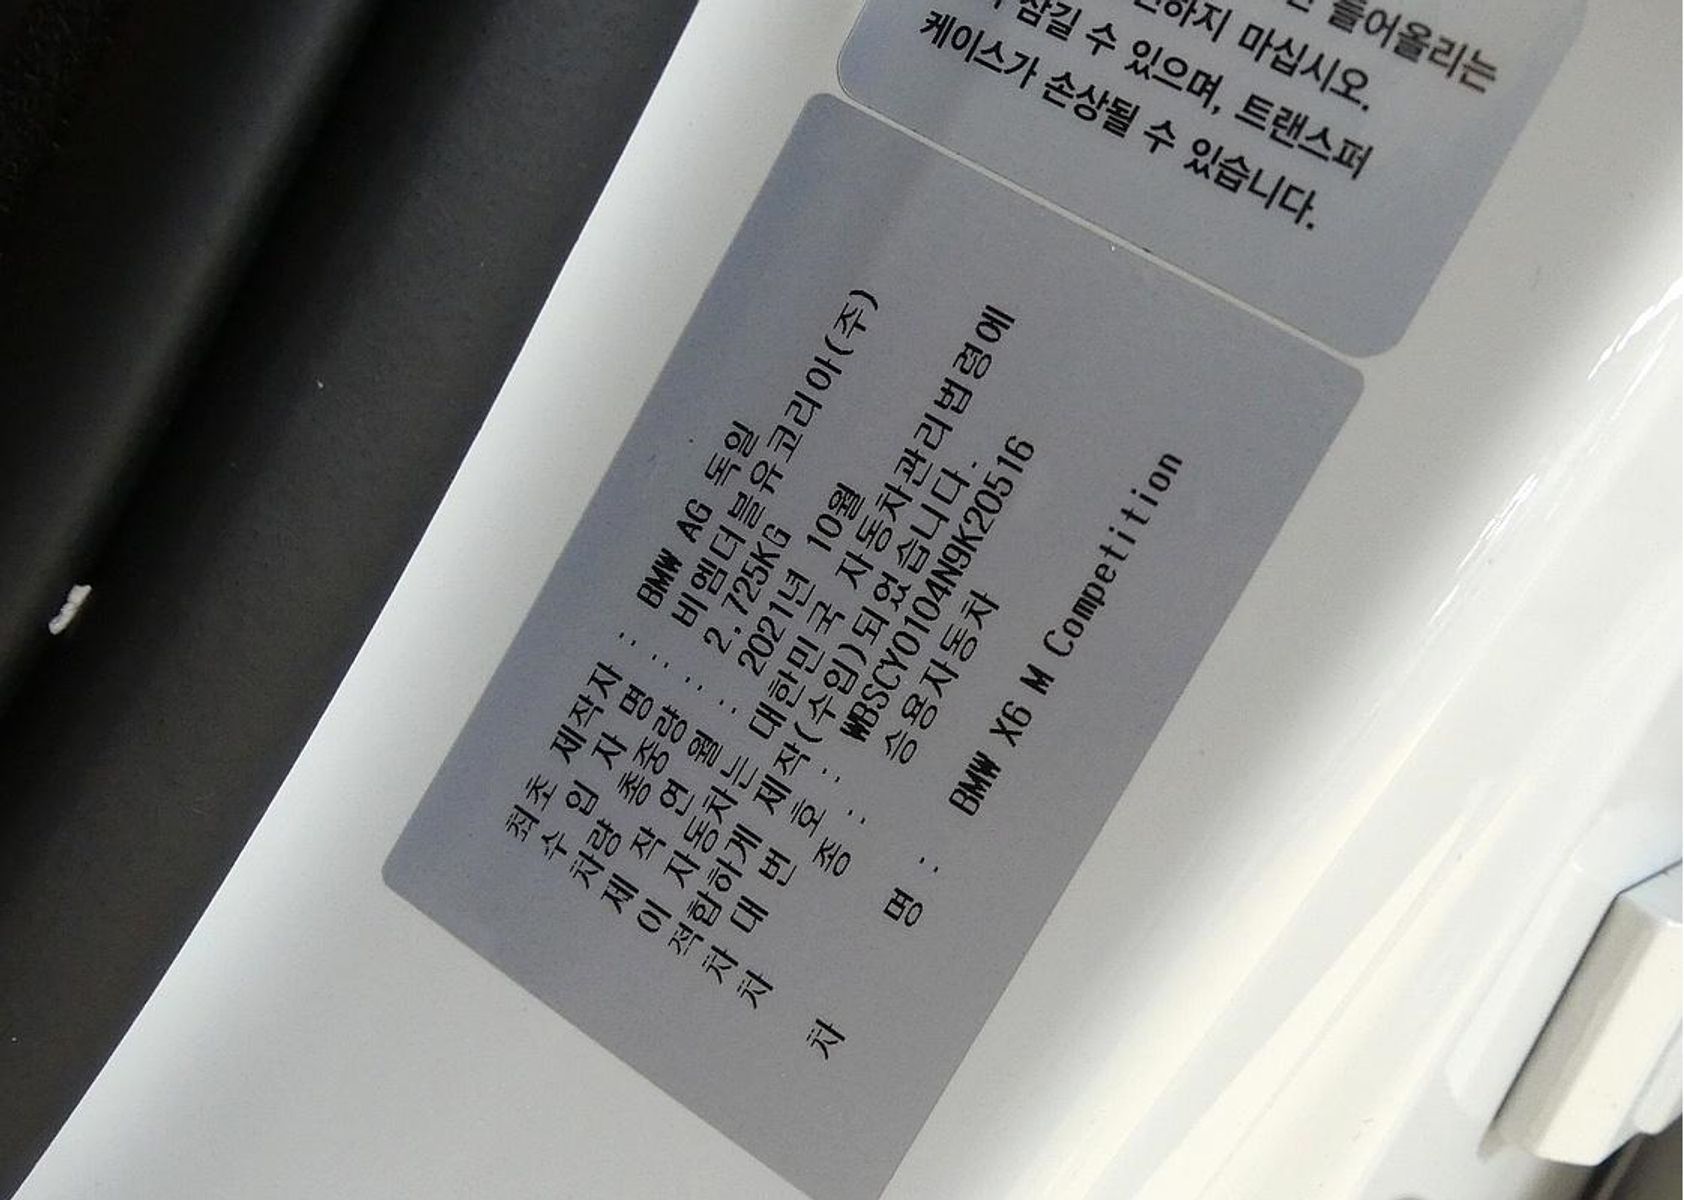 들어올리는
하지 마십시오.
삼길 수 있으며, 트랜스퍼
케이스가 손상될 수 있습니다.
최초 제작자 : BMW AG 독일
수 입 자 명 : 비엠더블유코리아(주)
차량 총중량 : 2,725KG
제 작 연 월 : 2021년 10월
이 자동차는 대한민국 자동차관리법령에
적합하게 제작(수입)되었습니다.
차 대 번 호 : WBSCY0104N9K20516
차 종 : 승용자동차
차 명 : BMW X6 M Competition